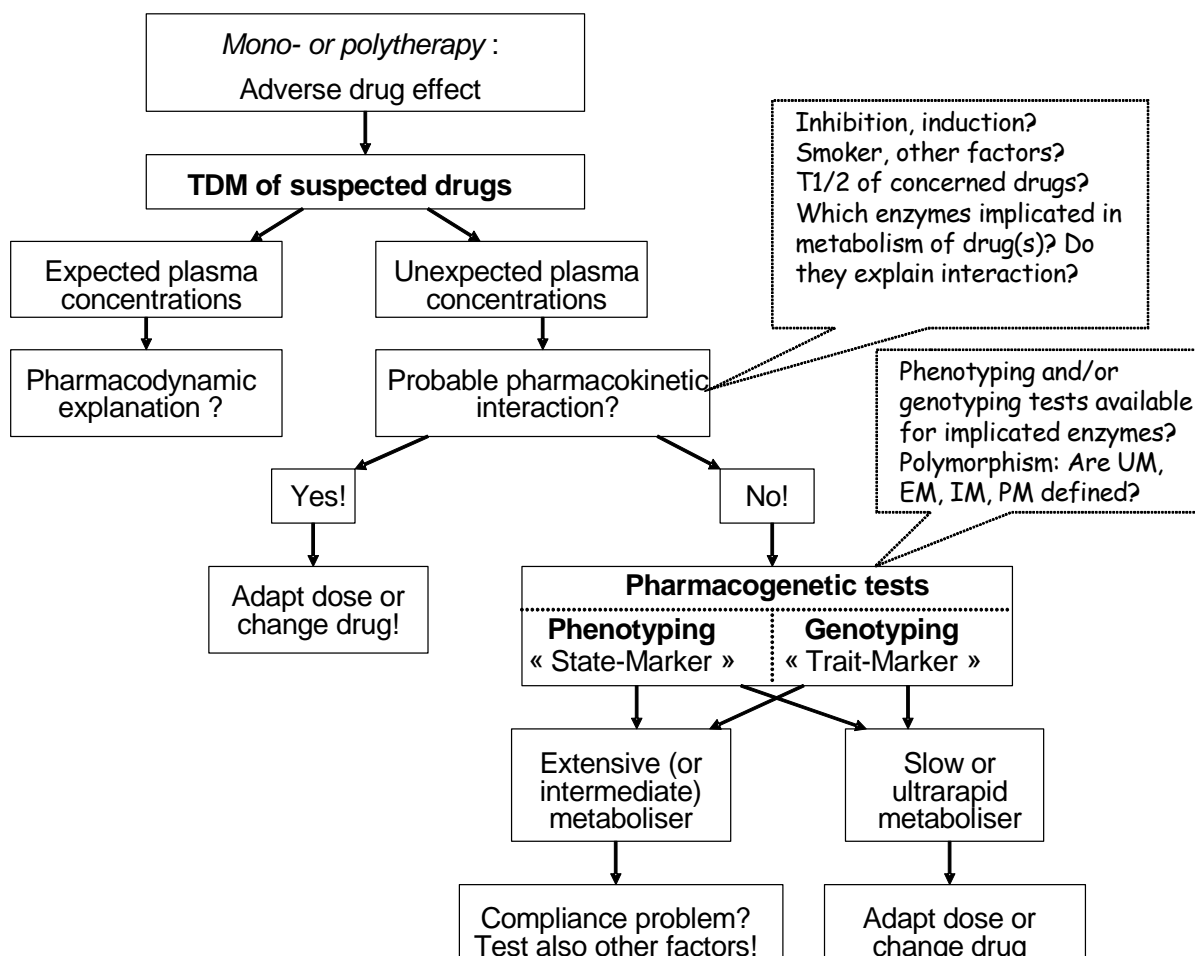 Mono- or polytherapy :
Adverse drug effect
TDM of suspected drugs
Expected plasma
concentrations
Unexpected plasma
concentrations
Pharmacodynamic
explanation ?
Probable pharmacokinetic
interaction?
Inhibition, induction?
Smoker, other factors?
T1/2 of concerned drugs?
Which enzymes implicated in
metabolism of drug(s)? Do
they explain interaction?
Yes!
No!
Phenotyping and/or
genotyping tests available
for implicated enzymes?
Polymorphism: Are UM,
EM, IM, PM defined?
Adapt dose or
change drug!
Pharmacogenetic tests
Phenotyping
« State-Marker »
Genotyping
« Trait-Marker »
Extensive (or
intermediate)
metaboliser
Slow or
ultrarapid
metaboliser
Compliance problem?
Test also other factors!
Adapt dose or
change drug